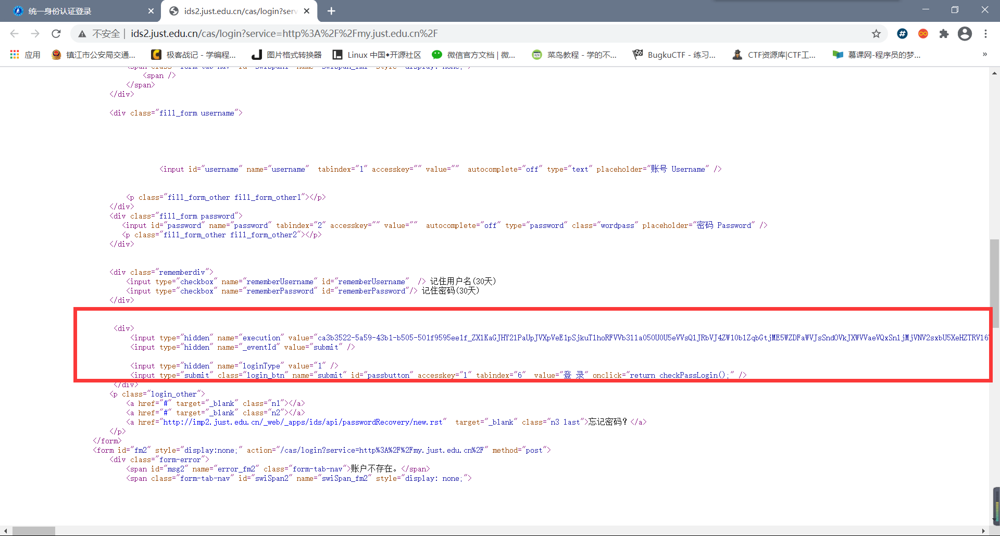 统一身份认证登录
ids2.just.edu.cn/cas/login?serv
不安全 | ids2.just.edu.cn/cas/login?service=http%3A%2F%2Fmy.just.edu.cn%2F
应用 镇江市公安局交通... 极客战记 - 学编程... 图片格式转换器 Linux 中国◆开源社区 微信官方文档 | 微... 菜鸟教程 - 学的不... BugkuCTF - 练习... CTF资源库|CTF工... 慕课网-程序员的梦... »
<span class="form-tab-nav" id="swiSpan1" name="swiSpan_fm1" style="display: none;">
<span />
</span>
</div>
<div class="fill_form username">
<input id="username" name="username" tabindex="1" accesskey="" value="" autocomplete="off" type="text" placeholder="账号 Username" />
<p class="fill_form_other fill_form_other1"></p>
</div>
<div class="fill_form password">
<input id="password" name="password" tabindex="2" accesskey="" value="" autocomplete="off" type="password" class="wordpass" placeholder="密码 Password" />
<p class="fill_form_other fill_form_other2"></p>
</div>
<div class="rememberdiv">
<input type="checkbox" name="rememberUsername" id="rememberUsername" /> 记住用户名(30天)
<input type="checkbox" name="rememberPassword" id="rememberPassword"/> 记住密码(30天)
</div>
<div>
<input type="hidden" name="execution"
<input type="hidden" name="_eventId" value="submit" />
<input type="hidden" name="loginType" value="1" />
<input type="submit" class="login_btn" name="submit" id="passbutton" accesskey="l" tabindex="6" value="登 录" onclick="return checkPassLogin();" />
</div>
<p class="login_other">
<a href="#" target="_blank" class="n1"></a>
<a href="#" target="_blank" class="n2"></a>
<a href="http://imp2.just.edu.cn/_web/_apps/ids/api/passwordRecovery/new.rst" target="_blank" class="n3 last">忘记密码？</a>
</p>
</form>
<form id="fm2" style="display:none;" action="/cas/login?service=http%3A%2F%2Fmy.just.edu.cn%2F" method="post">
<div class="form-error">
<span id="msg2" name="error_fm2" class="form-tab-nav">账户不存在。</span>
<span class="form-tab-nav" id="swiSpan2" name="swiSpan_fm2" style="display: none;">